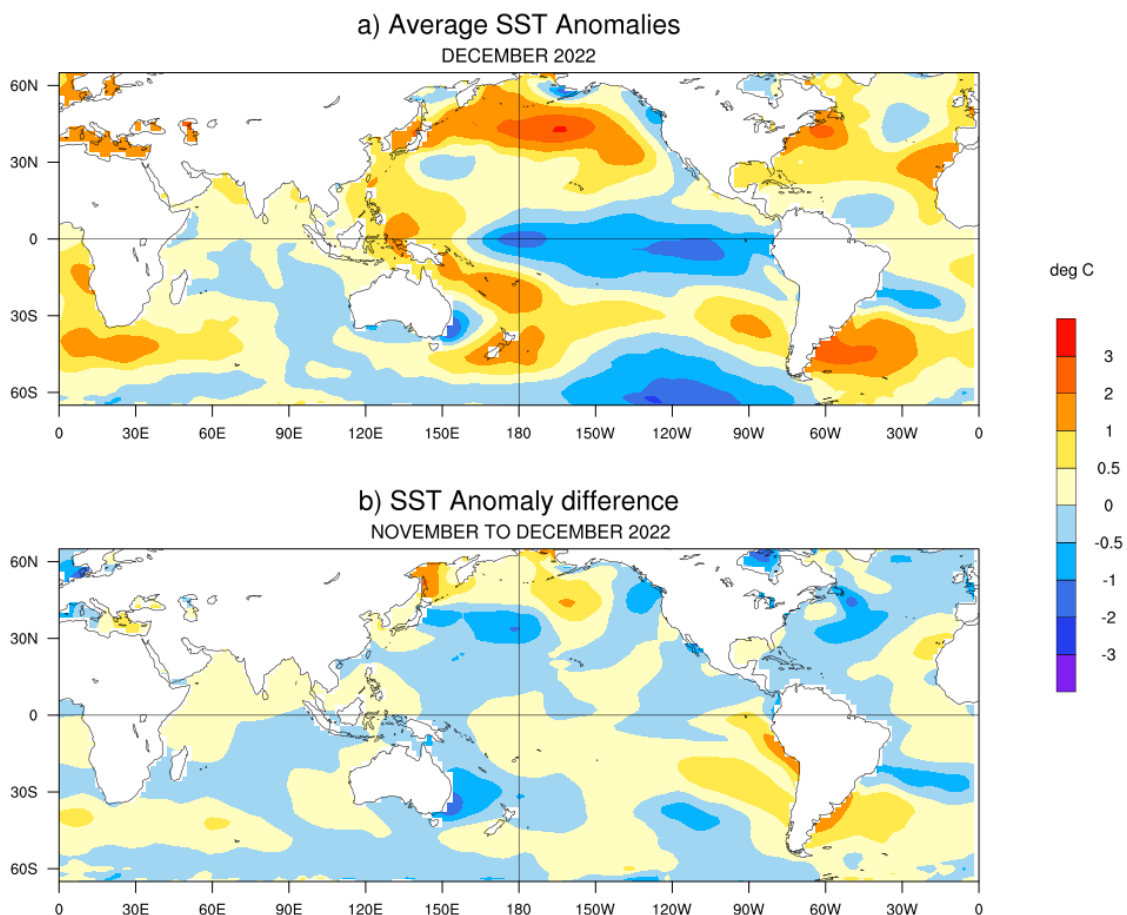 a) Average SST Anomalies
DECEMBER 2022
60N
30N
0
30S
60S
0 30E 60E 90E 120E 150E 180 150W 120W 90W 60W 30W 0
deg C
3
2
1
0.5
0
-0.5
-1
-2
-3
b) SST Anomaly difference
NOVEMBER TO DECEMBER 2022
60N
30N
0
30S
60S
0 30E 60E 90E 120E 150E 180 150W 120W 90W 60W 30W 0